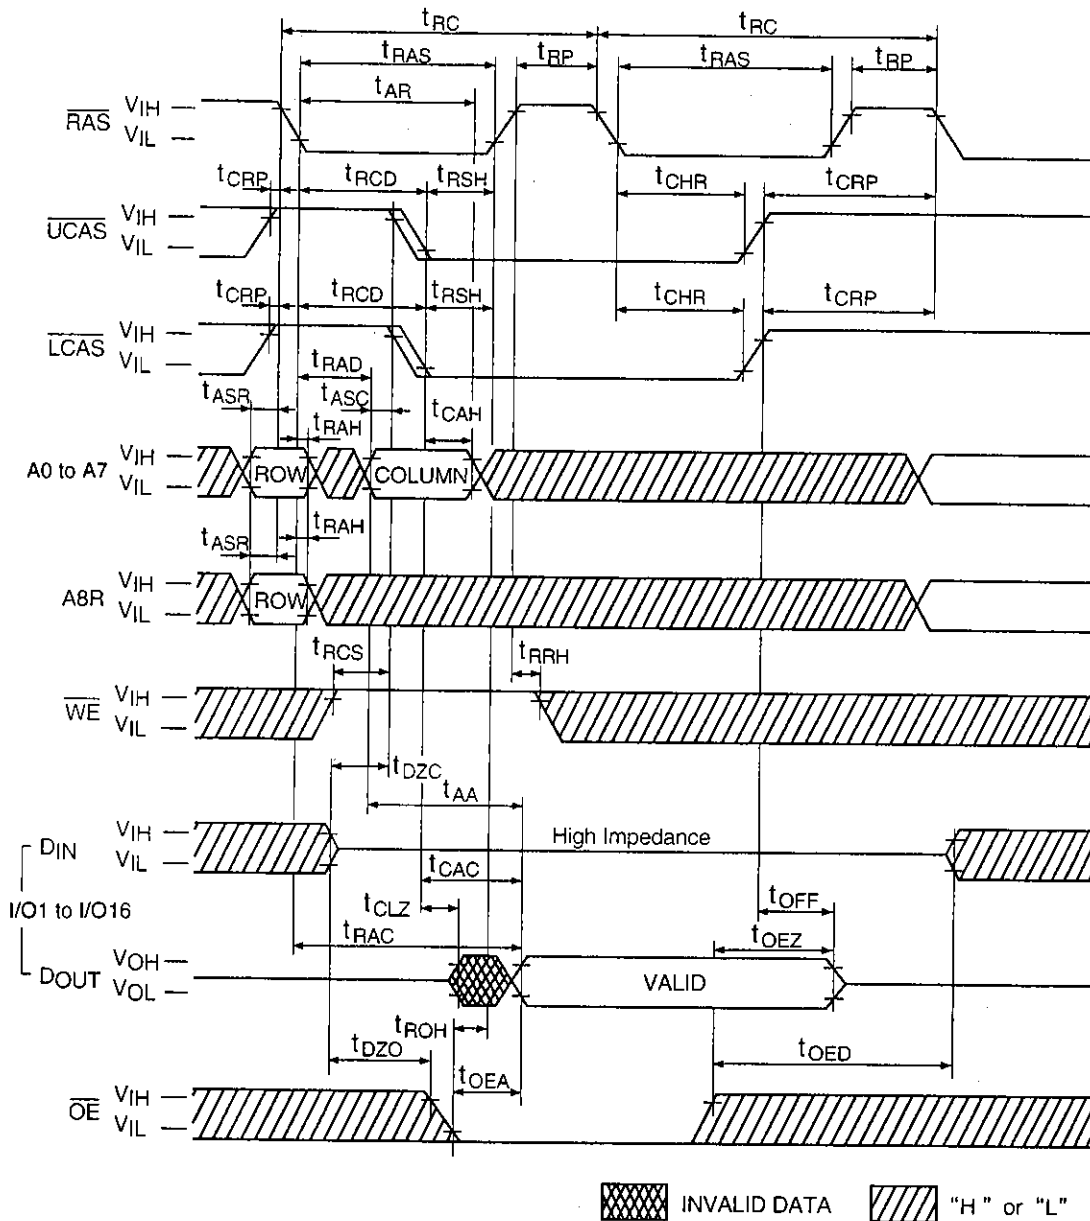 tRC tRC
tRAS tRP tRAS tRP
tAR
RAS VIH
VIL
tCRP tRCD tRSH tCHR tCRP
UCAS VIH
VIL
tCRP tRCD tRSH tCHR tCRP
LCAS VIH
VIL
tRAD
tASR tASC tCAH
tRAH
A0 to A7 VIH
VIL
ROW COLUMN
tRAH
tASR
A8R VIH
VIL
ROW
tRCS tRRH
WE VIH
VIL
tDZC
tAA
DIN VIH
VIL
High Impedance
tCAC
I/O1 to I/O16
tCLZ tOFF
tRAC tOEZ
DOUT VOH
VOL
VALID
tROH
tDZO tOED
tOEA
OE VIH
VIL
INVALID DATA "H" or "L"